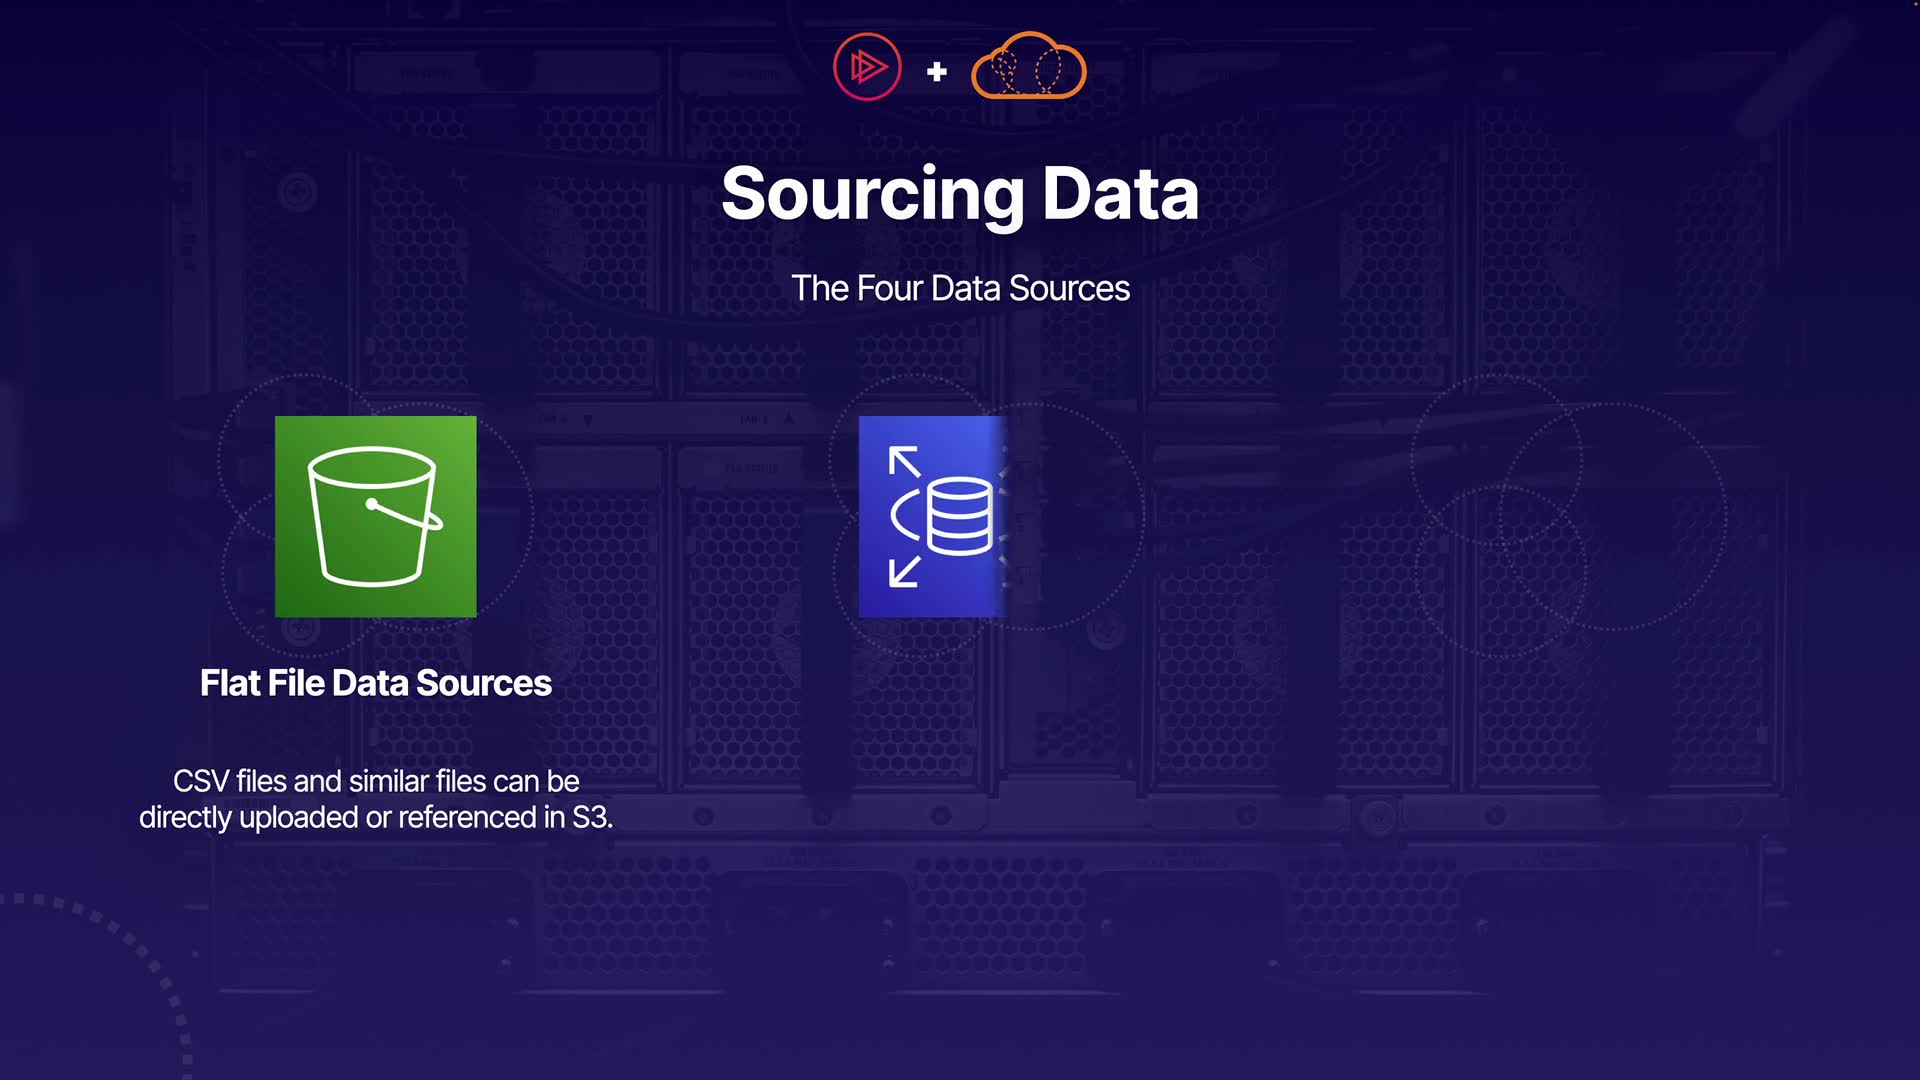 Sourcing Data
The Four Data Sources
Flat File Data Sources
CSV files and similar files can be
directly uploaded or referenced in S3.